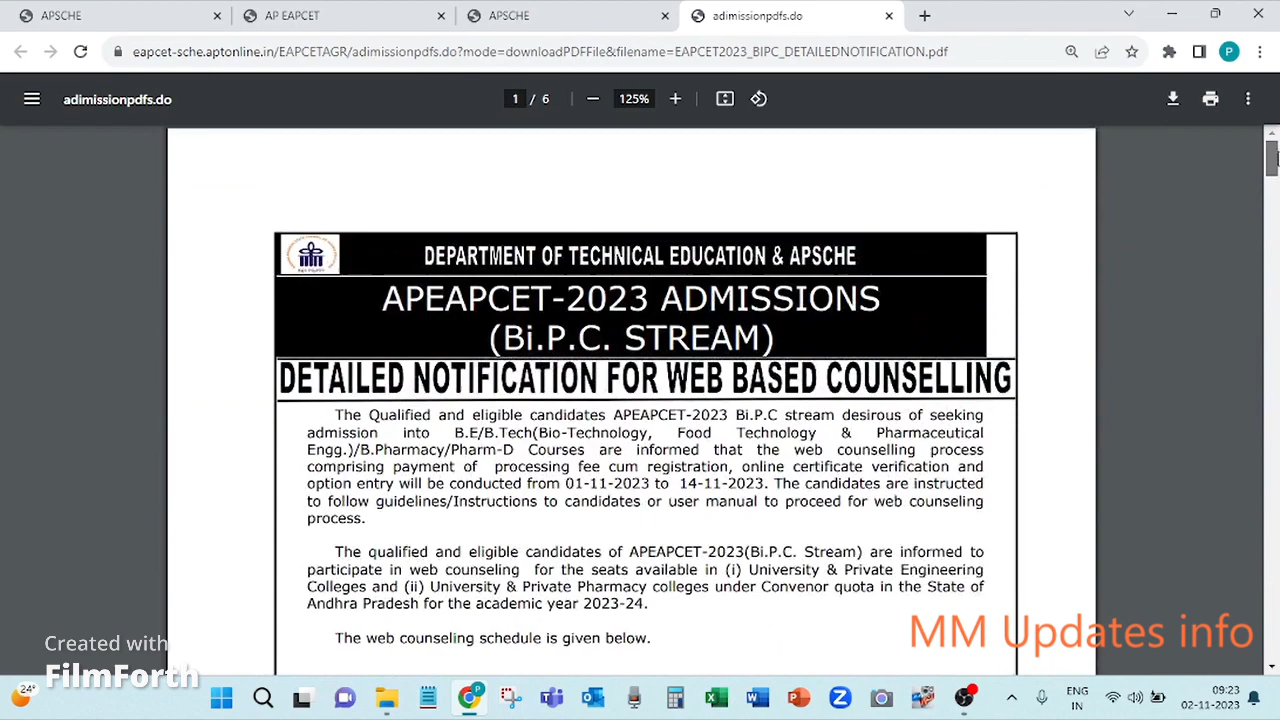 APSCHE
AP EAPCET
APSCHE
adimissionpdfs.do
eapcet-sche.aptonline.in/EAPCETAGR/adimissionpdfs.do?mode=downloadPDFFile&filename=EAPCET2023_BIPC_DETAILEDNOTIFICATION.pdf
P
adimissionpdfs.do
1 / 6
125%
DEPARTMENT OF TECHNICAL EDUCATION & APSCHE
APEAPCET-2023 ADMISSIONS
(Bi.P.C. STREAM)
DETAILED NOTIFICATION FOR WEB BASED COUNSELLING
The Qualified and eligible candidates APEAPCET-2023 Bi.P.C stream desirous of seeking
admission into B.E/B.Tech(Bio-Technology, Food Technology & Pharmaceutical
Engg.)/B.Pharmacy/Pharm-D Courses are informed that the web counselling process
comprising payment of processing fee cum registration, online certificate verification and
option entry will be conducted from 01-11-2023 to 14-11-2023. The candidates are instructed
to follow guidelines/Instructions to candidates or user manual to proceed for web counseling
process.
The qualified and eligible candidates of APEAPCET-2023(Bi.P.C. Stream) are informed to
participate in web counseling for the seats available in (i) University & Private Engineering
Colleges and (ii) University & Private Pharmacy colleges under Convenor quota in the State of
Andhra Pradesh for the academic year 2023-24.
The web counseling schedule is given below.
MM Updates info
Created with
FilmForth
24°
ENG
IN
09:23
02-11-2023